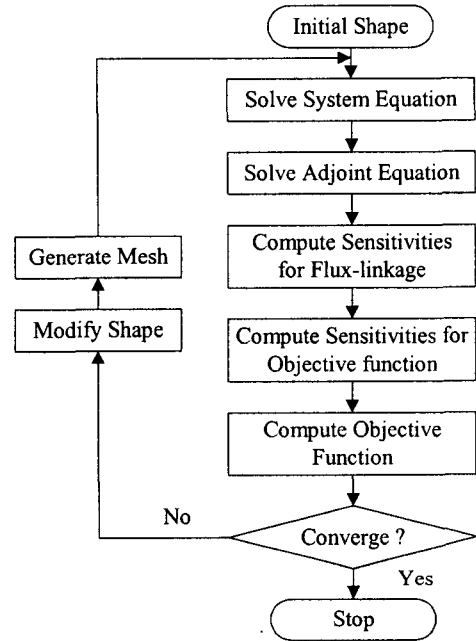 Initial Shape
Solve System Equation
Solve Adjoint Equation
Compute Sensitivities
for Flux-linkage
Generate Mesh
Modify Shape
Compute Sensitivities for
Objective function
Compute Objective
Function
No
Converge ?
Yes
Stop